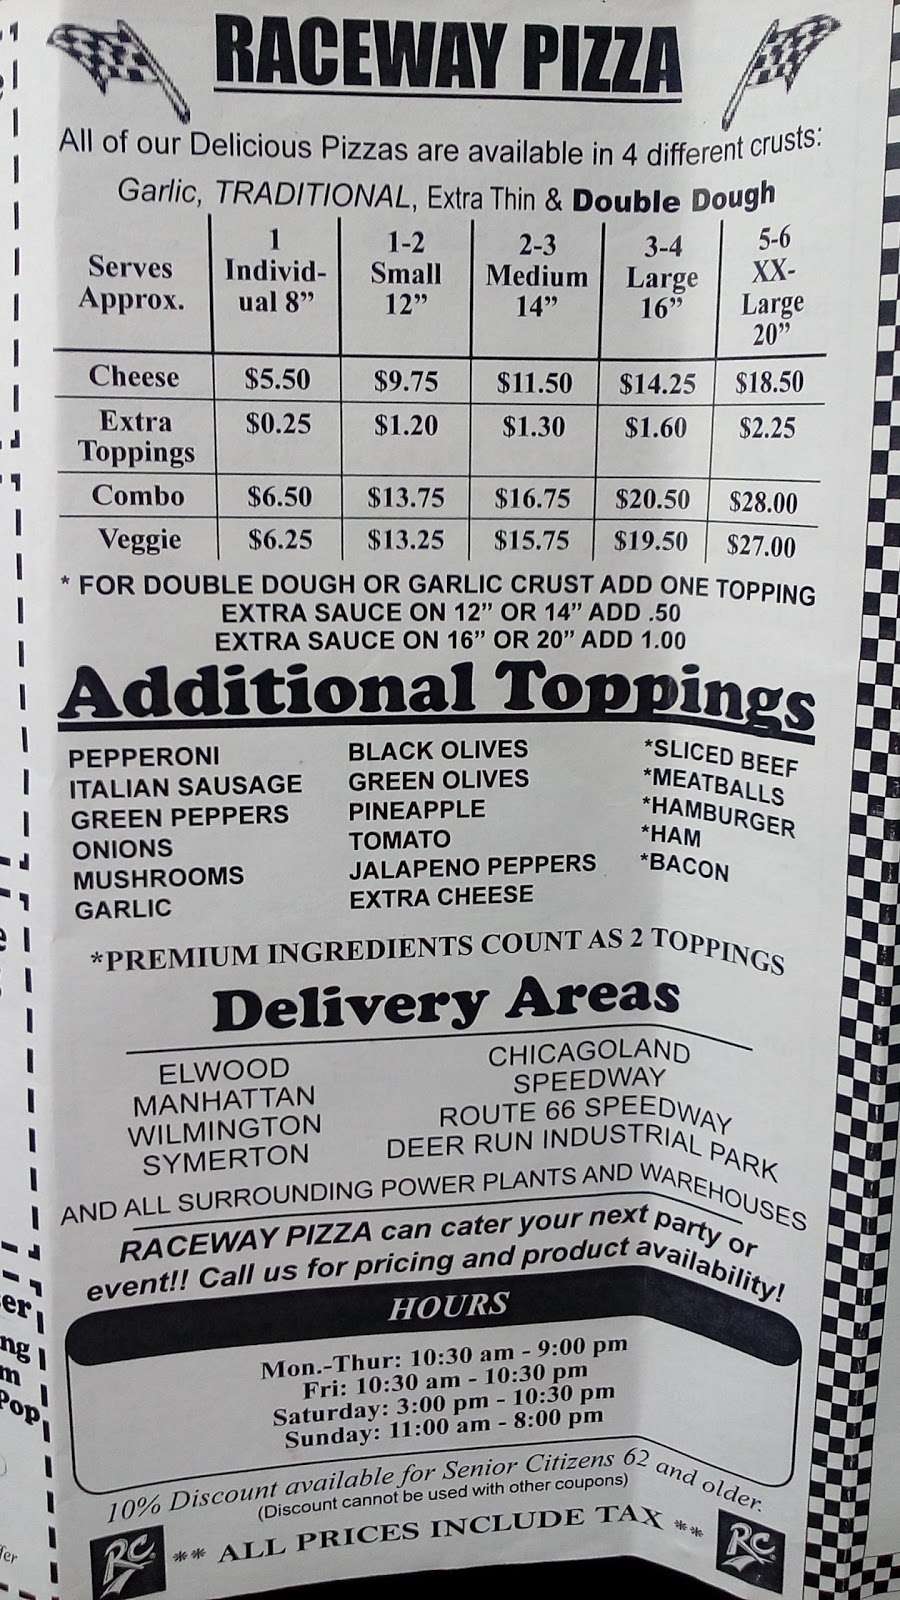 RACEWAY PIZZA
All of our Delicious Pizzas are available in 4 different crusts:
Garlic, TRADITIONAL, Extra Thin & Double Dough
Serves Approx. 1 Individ-ual 8” 1-2 Small 12” 2-3 Medium 14” 3-4 Large 16” 5-6 XX-Large 20”
Cheese $5.50 $9.75 $11.50 $14.25 $18.50
Extra Toppings $0.25 $1.20 $1.30 $1.60 $2.25
Combo $6.50 $13.75 $16.75 $20.50 $28.00
Veggie $6.25 $13.25 $15.75 $19.50 $27.00
* FOR DOUBLE DOUGH OR GARLIC CRUST ADD ONE TOPPING
EXTRA SAUCE ON 12” OR 14” ADD .50
EXTRA SAUCE ON 16” OR 20” ADD 1.00
Additional Toppings
PEPPERONI
ITALIAN SAUSAGE
GREEN PEPPERS
ONIONS
MUSHROOMS
GARLIC
BLACK OLIVES
GREEN OLIVES
PINEAPPLE
TOMATO
JALAPENO PEPPERS
EXTRA CHEESE
*SLICED BEEF
*MEATBALLS
*HAMBURGER
*HAM
*BACON
*PREMIUM INGREDIENTS COUNT AS 2 TOPPINGS
Delivery Areas
ELWOOD
MANHATTAN
WILMINGTON
SYMERTON
CHICAGOLAND
SPEEDWAY
ROUTE 66 SPEEDWAY
DEER RUN INDUSTRIAL PARK
AND ALL SURROUNDING POWER PLANTS AND WAREHOUSES
RACEWAY PIZZA can cater your next party or
event!! Call us for pricing and product availability!
HOURS
Mon.-Thur: 10:30 am - 9:00 pm
Fri: 10:30 am - 10:30 pm
Saturday: 3:00 pm - 10:30 pm
Sunday: 11:00 am - 8:00 pm
10% Discount available for Senior Citizens 62 and older.
(Discount cannot be used with other coupons)
** ALL PRICES INCLUDE TAX **
RC
RC
Pop